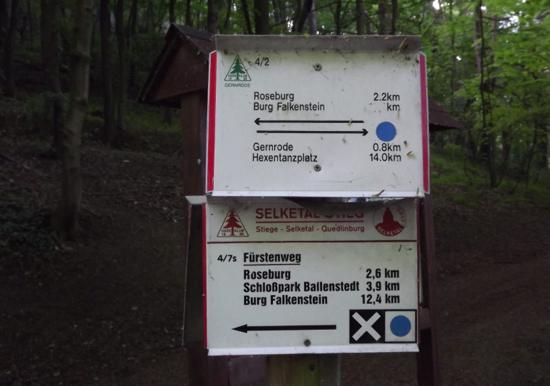 4/2
GERNRODE
Roseburg 2.2km
Burg Falkenstein km
Gernrode 0.8km
Hexentanzplatz 14.0km
SELKETAL-STIEG
Stiege - Selketal - Quedlinburg
4/7s Fürstenweg
Roseburg 2,6 km
Schloßpark Ballenstedt 3,9 km
Burg Falkenstein 12,4 km